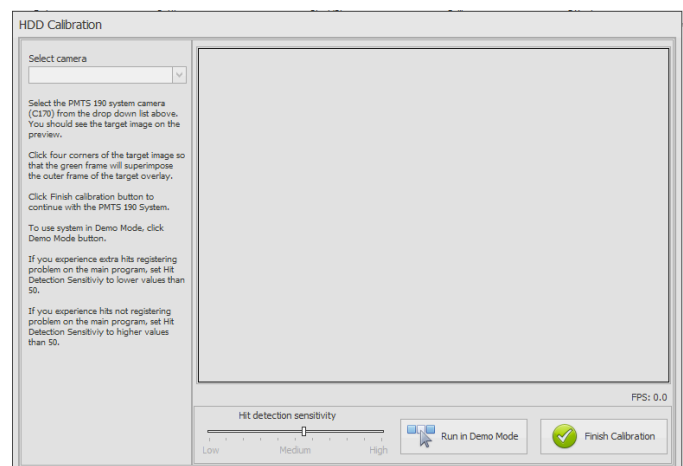 HDD Calibration
Select camera
Select the PMTS 190 system camera
(C170) from the drop down list above.
You should see the target image on the
preview.
Click four corners of the target image so
that the green frame will superimpose
the outer frame of the target overlay.
Click Finish calibration button to
continue with the PMTS 190 System.
To use system in Demo Mode, click
Demo Mode button.
If you experience extra hits registering
problem on the main program, set Hit
Detection Sensitiviy to lower values than
50.
If you experience hits not registering
problem on the main program, set Hit
Detection Sensitiviy to higher values
than 50.
FPS: 0.0
Hit detection sensitivity
Low Medium High
Run in Demo Mode
Finish Calibration